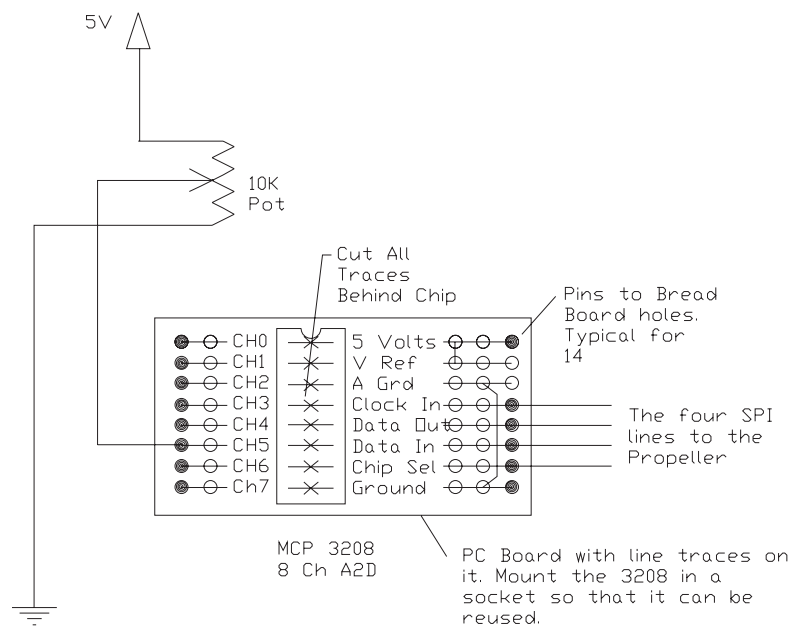 5V
10K
Pot
Cut All
Traces
Behind Chip
Pins to Bread
Board holes.
Typical for
14
CH0
5 Volts
CH1
V Ref
CH2
A Grd
CH3
Clock In
CH4
Data Out
CH5
Data In
CH6
Chip Sel
Ch7
Ground
The four SPI
lines to the
Propeller
MCP 3208
8 Ch A2D
PC Board with line traces on
it. Mount the 3208 in a
socket so that it can be
reused.